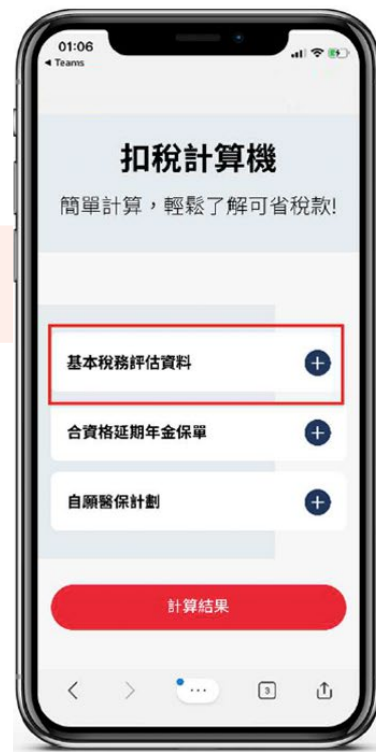 01:06
◀ Teams
扣稅計算機
簡單計算，輕鬆了解可省稅款!
基本稅務評估資料
合資格延期年金保單
自願醫保計劃
計算結果
3